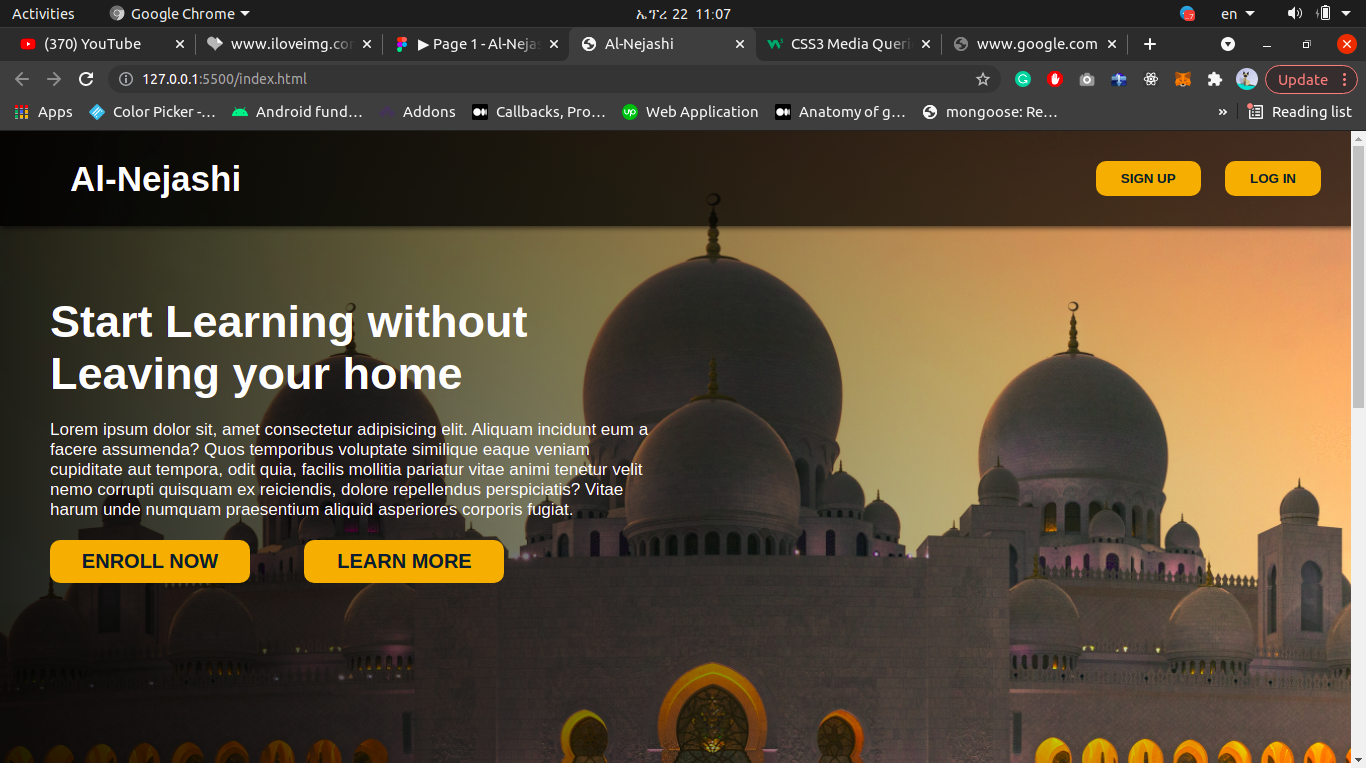 Activities
Google Chrome
ኤፕረ 22 11:07
en
(370) YouTube
www.iloveimg.com
▶ Page 1 - Al-Nejas
Al-Nejashi
CSS3 Media Queri
www.google.com
127.0.0.1:5500/index.html
Update
Apps
Color Picker -...
Android fund...
Addons
Callbacks, Pro...
Web Application
Anatomy of g...
mongoose: Re...
»
Reading list
Al-Nejashi
SIGN UP
LOG IN
Start Learning without
Leaving your home
Lorem ipsum dolor sit, amet consectetur adipisicing elit. Aliquam incidunt eum a
facere assumenda? Quos temporibus voluptate similique eaque veniam
cupiditate aut tempora, odit quia, facilis mollitia pariatur vitae animi tenetur velit
nemo corrupti quisquam ex reiciendis, dolore repellendus perspiciatis? Vitae
harum unde numquam praesentium aliquid asperiores corporis fugiat.
ENROLL NOW
LEARN MORE